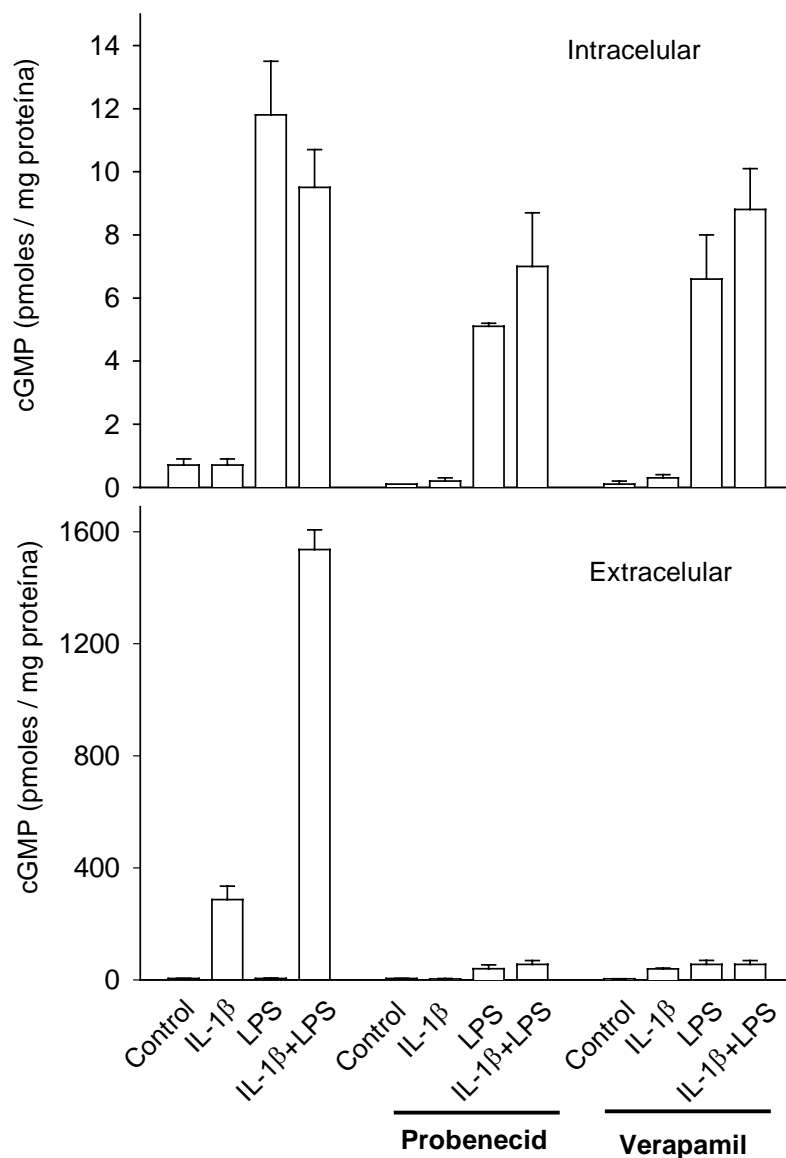 14
Intracelular
12
10
8
6
4
2
0
cGMP (pmoles / mg proteína)
1600
Extracelular
1200
800
400
0
cGMP (pmoles / mg proteína)
Control
IL-1β
LPS
IL-1β+LPS
Control
IL-1β
LPS
IL-1β+LPS
Control
IL-1β
LPS
IL-1β+LPS
Probenecid
Verapamil